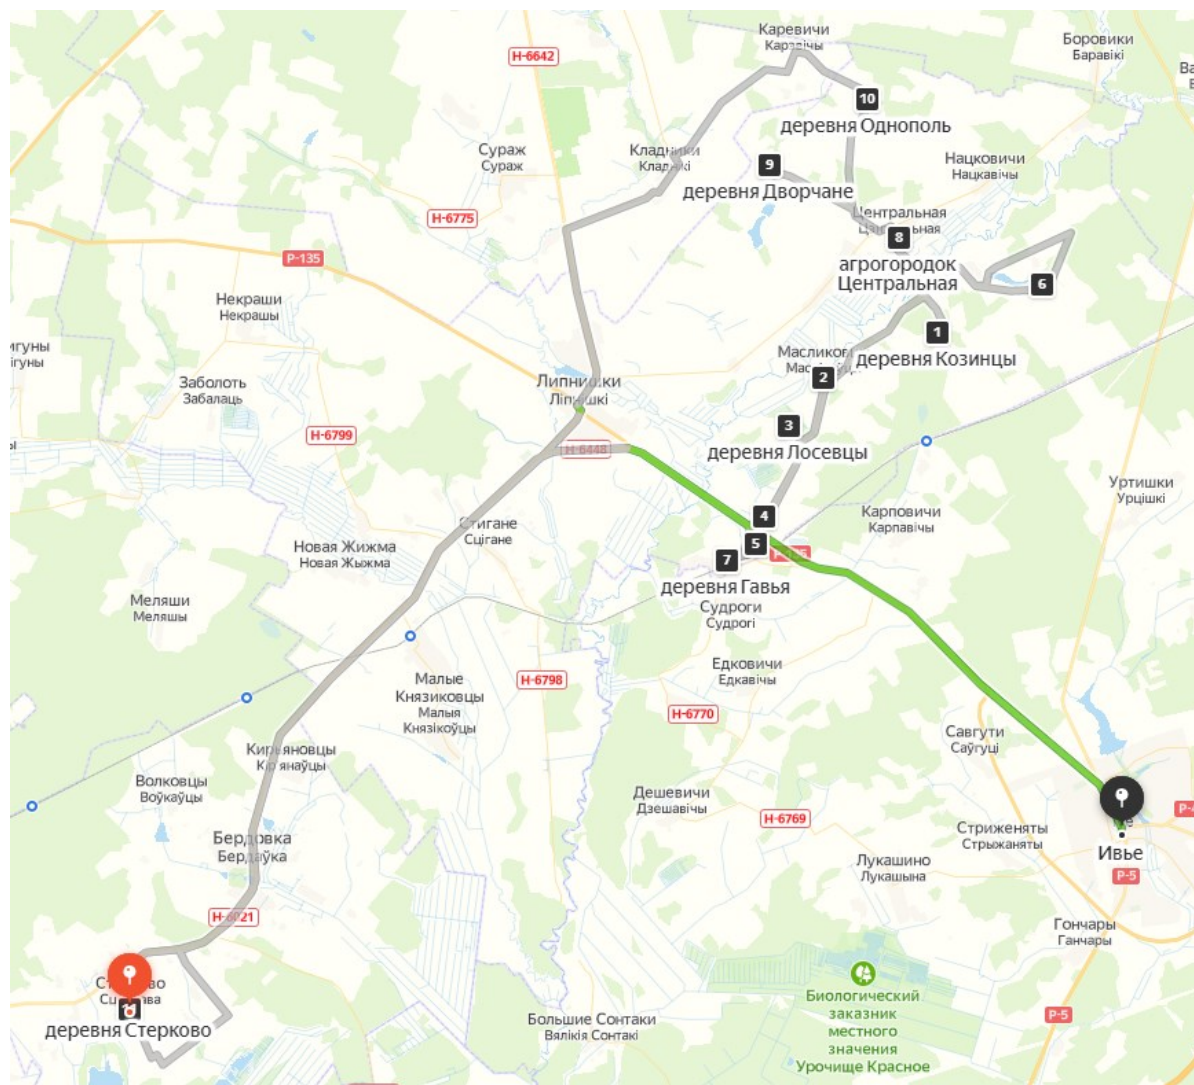 Каревичи
Карэвічы
Боровики
Баравікі
Н-6642
10
деревня Однополь
Сураж
Сураж
Кладники
9
деревня Дворчане
Нацковичи
Нацкавічы
Н-6775
Центральная
8
агрогородок
Центральная
Р-135
6
Некраши
Некрашы
1
деревня Козинцы
2
Заболоть
Забалаць
Липнишки
Ліпнішкі
3
деревня Лосевцы
Н-6799
Н-6448
Уртишки
Урцішкі
4
Карповичи
Карпавічы
Стигане
Сцігане
5
7
деревня Гавья
Новая Жижма
Новая Жыжма
Меляши
Меляшы
Судроги
Судрогі
Едковичи
Едкавічы
Малые
Князиковцы
Малыя
Князікоўцы
Н-6798
Н-6770
Савгути
Саўгуці
Кирьяновцы
Волковцы
Воўкаўцы
Дешевичи
Дзешавічы
Н-6769
Бердовка
Бердаўка
Стриженяты
Стрыжаняты
Ивье
Р-5
Лукашино
Лукашына
Н-6021
Гончары
Ганчары
деревня Стерково
Большие Сонтаки
Вялікія Сонтакі
Биологический
заказник
местного
значения
Урочище Красное
Р-5